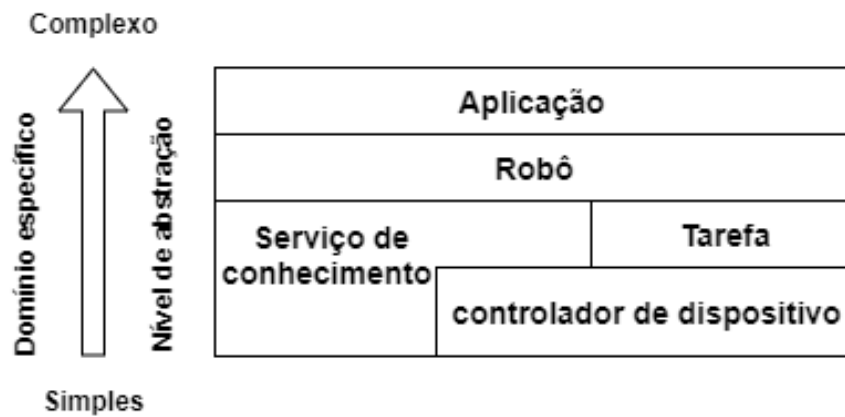 Complexo
Domínio específico
Nível de abstração
Aplicação
Robô
Serviço de
conhecimento
Tarefa
controlador de dispositivo
Simples